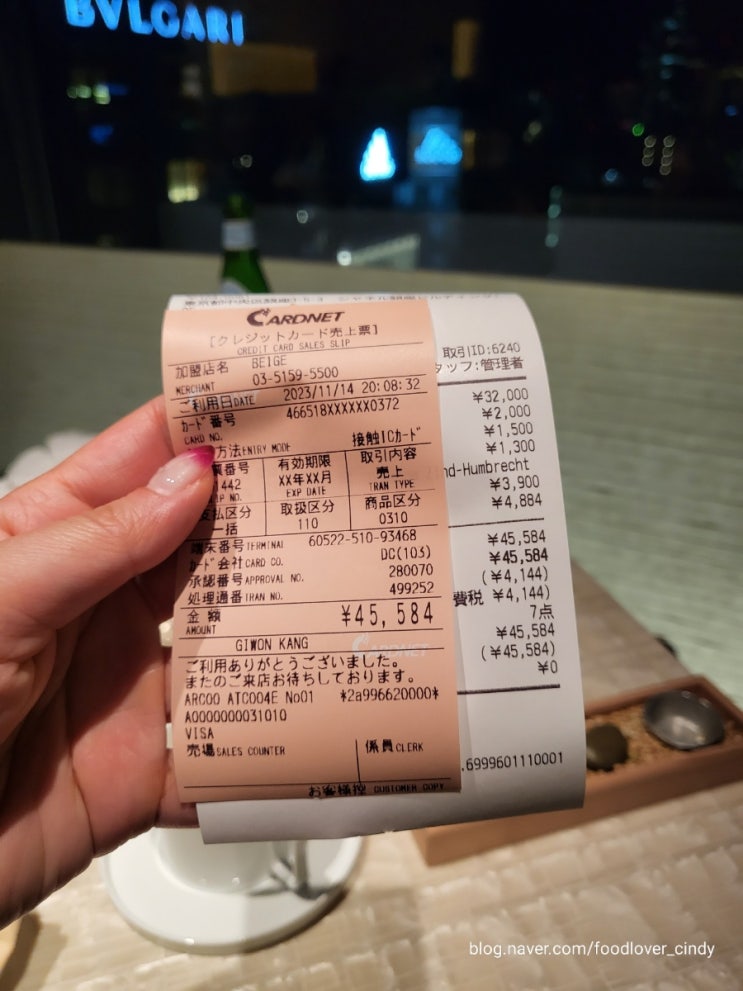 BVLGARI
CARDNET
[クレジットカード売上票]
CREDIT CARD SALES SLIP
加盟店名 BEIGE
MERCHANT 03-5159-5500
ご利用日DATE 2023/11/14 20:08:32
カード番号 466518XXXXXX0372
CARD NO.
方法ENTRY MODE 接触ICカード
番号 有効期限 取引内容
442 XX年XX月 売上
EXP DATE TRAN TYPE
支払区分 取扱区分 商品区分
一括 110 0310
端末番号TERMINAL 60522-510-93468
カード会社CARD CO. DC(103)
承認番号APPROVAL NO. 280070
処理通番TRAN NO. 499252
金額 ¥45,584
AMOUNT
GIWON KANG
CARDNET
ご利用ありがとうございました。
またのご来店お待ちしております。
ARC00 ATC004E No01 *2a996620000*
A0000000031010
VISA
売場SALES COUNTER 係員CLERK
お客様控 CUSTOMER COPY
取引ID:6240
タッフ:管理者
¥32,000
¥2,000
¥1,500
¥1,300
ind-Humbrecht
¥3,900
¥4,884
¥45,584
¥45,584
(¥4,144)
費税 ¥4,144)
7点
¥45,584
(¥45,584)
¥0
.6999601110001
blog.naver.com/foodlover_cindy